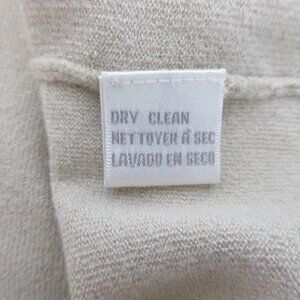 DRY CLEAN
NETTOYER À SEC
LAVADO EN SECO